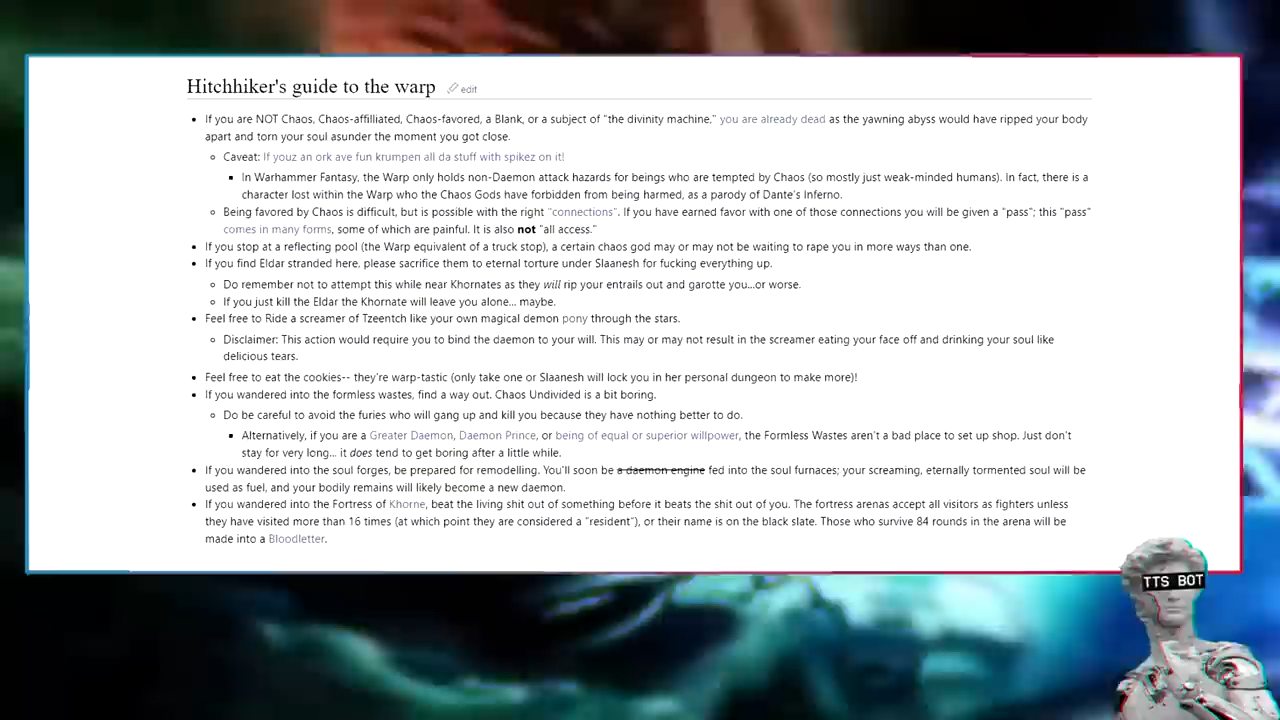 Hitchhiker's guide to the warp edit
If you are NOT Chaos, Chaos-affilliated, Chaos-favored, a Blank, or a subject of "the divinity machine," you are already dead as the yawning abyss would have ripped your body
apart and torn your soul asunder the moment you got close.
Caveat: If youz an ork ave fun krumpen all da stuff with spikez on it!
In Warhammer Fantasy, the Warp only holds non-Daemon attack hazards for beings who are tempted by Chaos (so mostly just weak-minded humans). In fact, there is a
character lost within the Warp who the Chaos Gods have forbidden from being harmed, as a parody of Dante's Inferno.
Being favored by Chaos is difficult, but is possible with the right "connections". If you have earned favor with one of those connections you will be given a "pass"; this "pass"
comes in many forms, some of which are painful. It is also not "all access."
If you stop at a reflecting pool (the Warp equivalent of a truck stop), a certain chaos god may or may not be waiting to rape you in more ways than one.
If you find Eldar stranded here, please sacrifice them to eternal torture under Slaanesh for fucking everything up.
Do remember not to attempt this while near Khornates as they will rip your entrails out and garotte you...or worse.
If you just kill the Eldar the Khornate will leave you alone... maybe.
Feel free to Ride a screamer of Tzeentch like your own magical demon pony through the stars.
Disclaimer: This action would require you to bind the daemon to your will. This may or may not result in the screamer eating your face off and drinking your soul like
delicious tears.
Feel free to eat the cookies-- they're warp-tastic (only take one or Slaanesh will lock you in her personal dungeon to make more)!
If you wandered into the formless wastes, find a way out. Chaos Undivided is a bit boring.
Do be careful to avoid the furies who will gang up and kill you because they have nothing better to do.
Alternatively, if you are a Greater Daemon, Daemon Prince, or being of equal or superior willpower, the Formless Wastes aren't a bad place to set up shop. Just don't
stay for very long... it does tend to get boring after a little while.
If you wandered into the soul forges, be prepared for remodelling. You'll soon be a daemon engine fed into the soul furnaces; your screaming, eternally tormented soul will be
used as fuel, and your bodily remains will likely become a new daemon.
If you wandered into the Fortress of Khorne, beat the living shit out of something before it beats the shit out of you. The fortress arenas accept all visitors as fighters unless
they have visited more than 16 times (at which point they are considered a "resident"), or their name is on the black slate. Those who survive 84 rounds in the arena will be
made into a Bloodletter.
TTS BOT